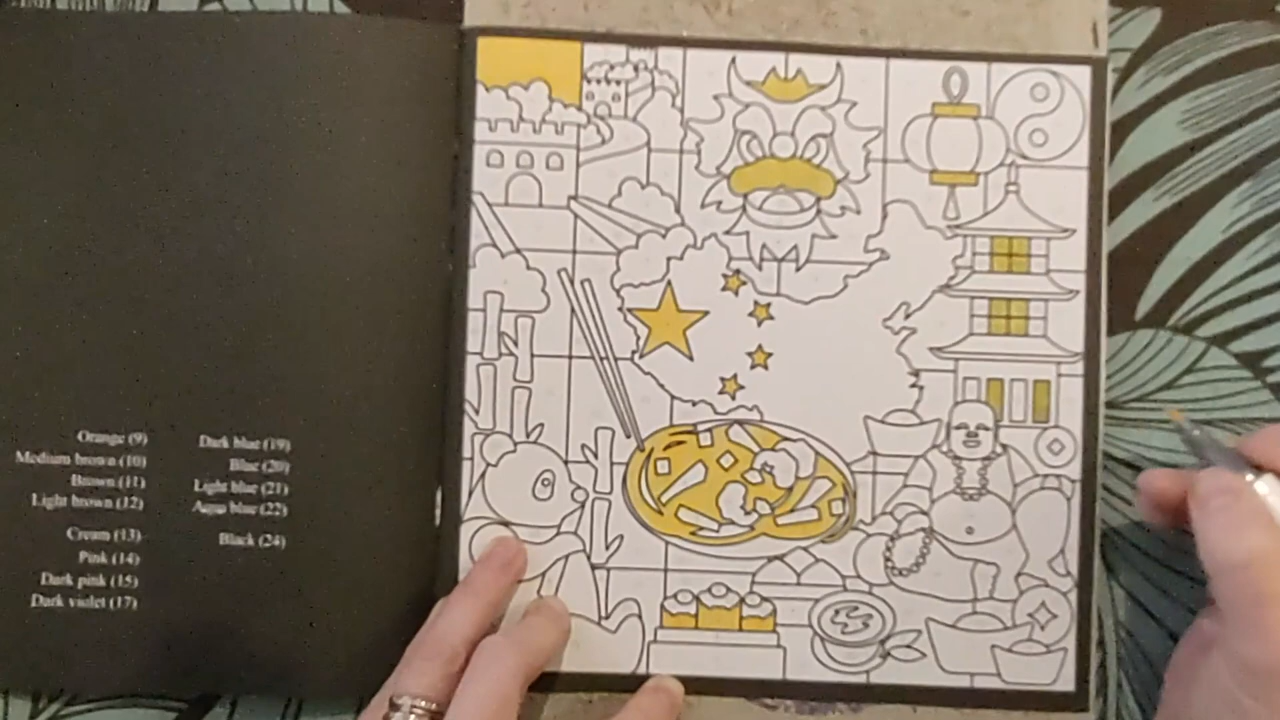 Orange (9)
Medium brown (10)
Brown (11)
Light brown (12)
Cream (13)
Pink (14)
Dark pink (15)
Dark violet (17)
Dark blue (19)
Blue (20)
Light blue (21)
Aqua blue (22)
Black (24)